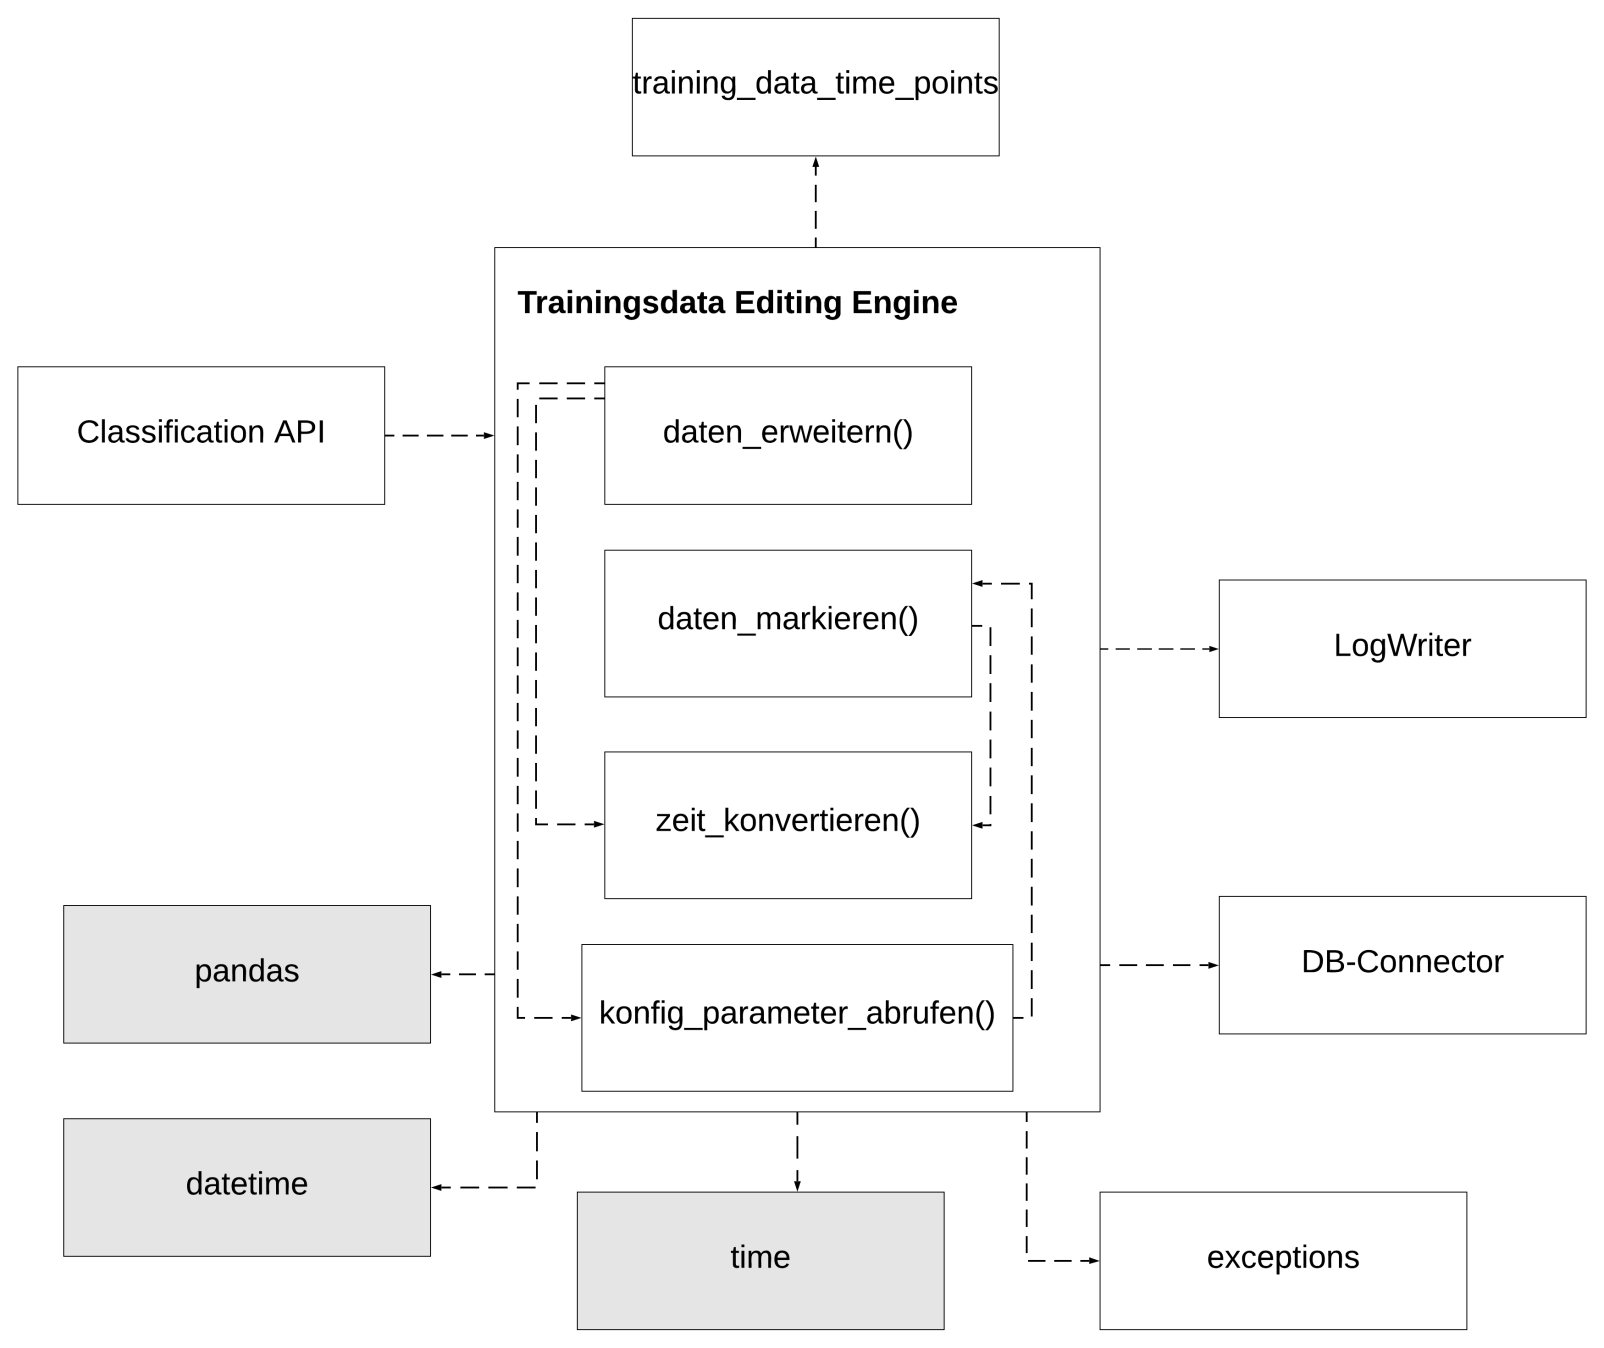 training_data_time_points
Trainingsdata Editing Engine
Classification API
daten_erweitern()
daten_markieren()
LogWriter
zeit_konvertieren()
DB-Connector
pandas
konfig_parameter_abrufen()
datetime
time
exceptions